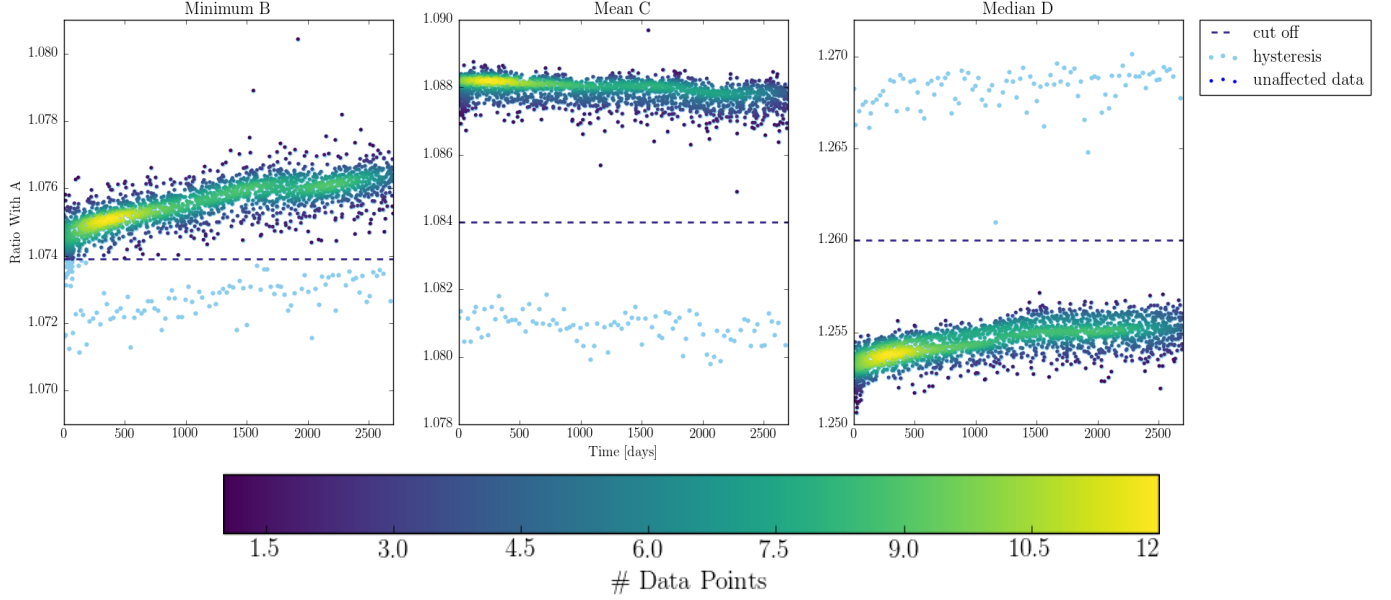 Minimum B
Mean C
Median D
1.080
1.078
1.076
1.074
1.072
1.070
Ratio With A
0 500 1000 1500 2000 2500
1.090
1.088
1.086
1.084
1.082
1.080
1.078
0 500 1000 1500 2000 2500
Time [days]
1.270
1.265
1.260
1.255
1.250
0 500 1000 1500 2000 2500
cut off
hysteresis
unaffected data
1.5 3.0 4.5 6.0 7.5 9.0 10.5 12
# Data Points